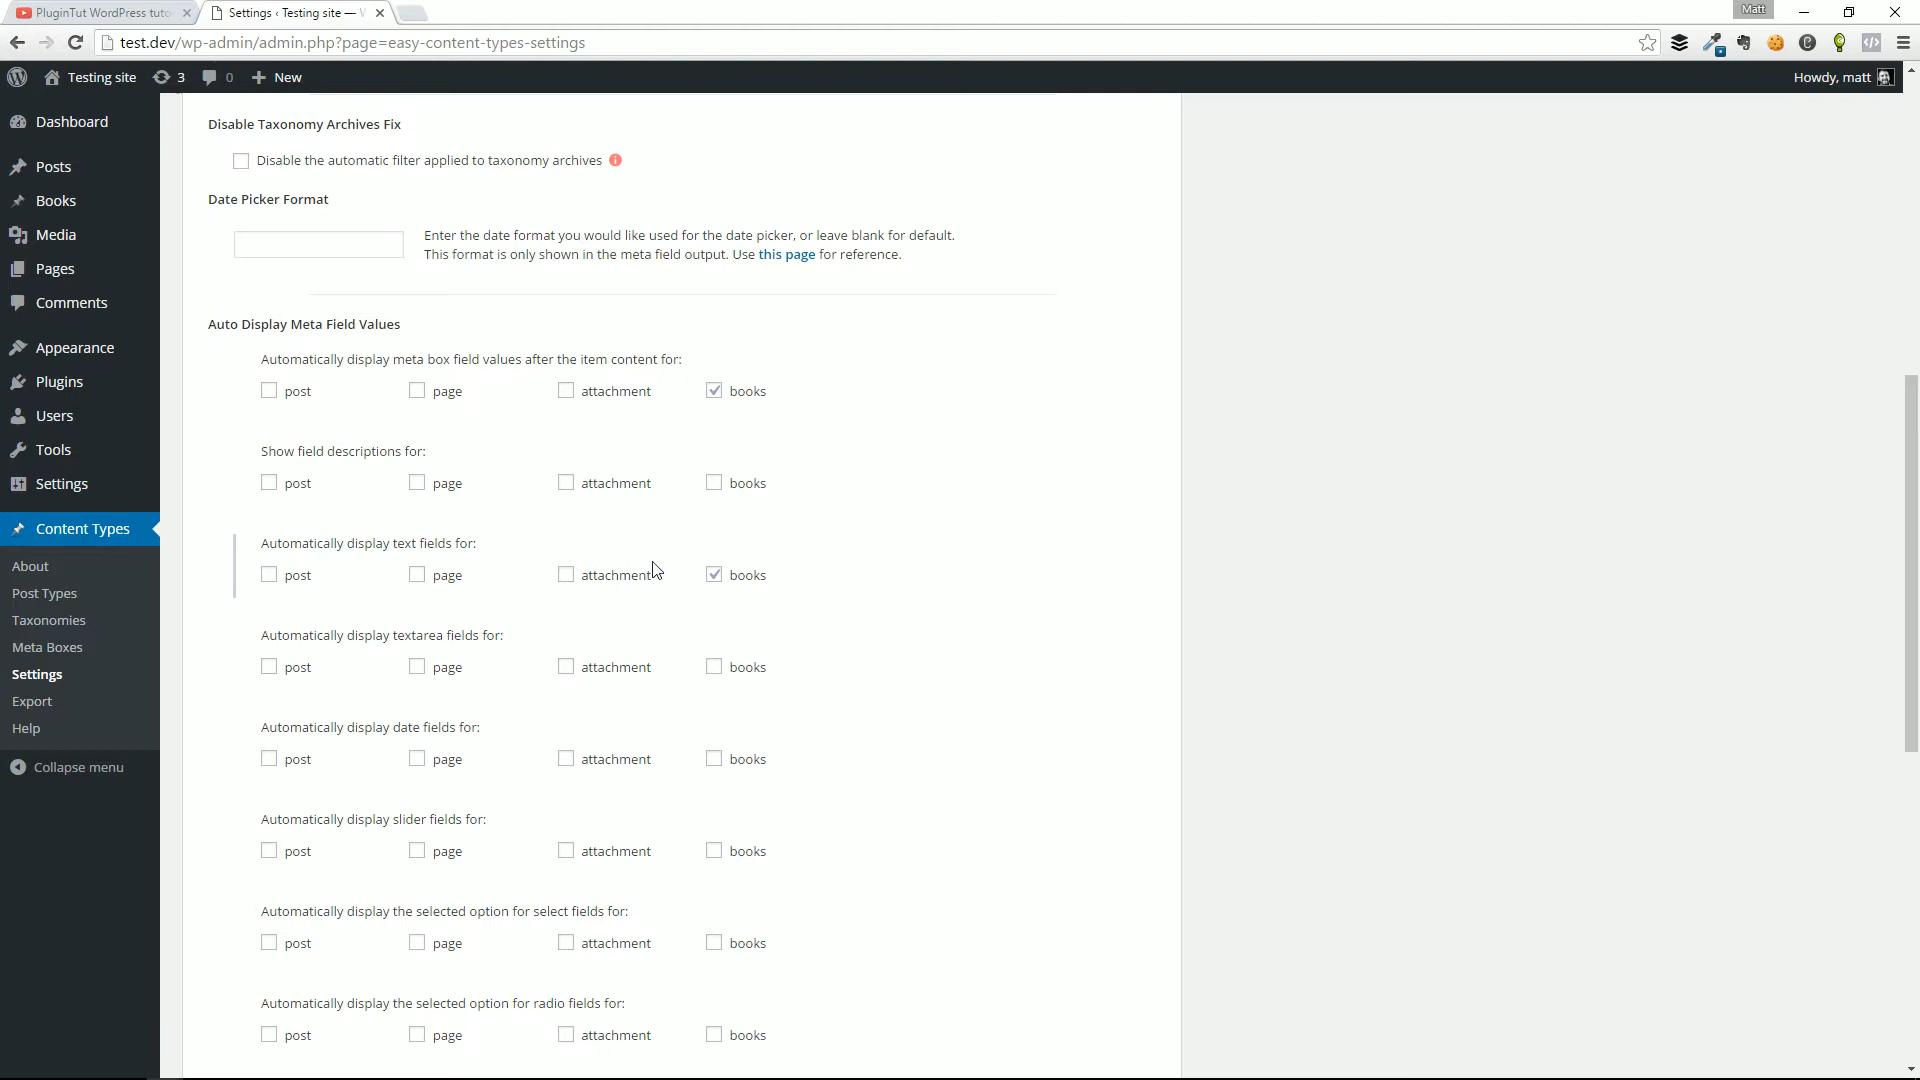 PluginTut WordPress tuto
Settings ‹ Testing site —
Matt
test.dev/wp-admin/admin.php?page=easy-content-types-settings
Testing site
3
0
New
Howdy, matt
Dashboard
Posts
Books
Media
Pages
Comments
Appearance
Plugins
Users
Tools
Settings
Content Types
About
Post Types
Taxonomies
Meta Boxes
Settings
Export
Help
Collapse menu
Disable Taxonomy Archives Fix
Disable the automatic filter applied to taxonomy archives
Date Picker Format
Enter the date format you would like used for the date picker, or leave blank for default.
This format is only shown in the meta field output. Use this page for reference.
Auto Display Meta Field Values
Automatically display meta box field values after the item content for:
post page attachment books
Show field descriptions for:
post page attachment books
Automatically display text fields for:
post page attachment books
Automatically display textarea fields for:
post page attachment books
Automatically display date fields for:
post page attachment books
Automatically display slider fields for:
post page attachment books
Automatically display the selected option for select fields for:
post page attachment books
Automatically display the selected option for radio fields for:
post page attachment books